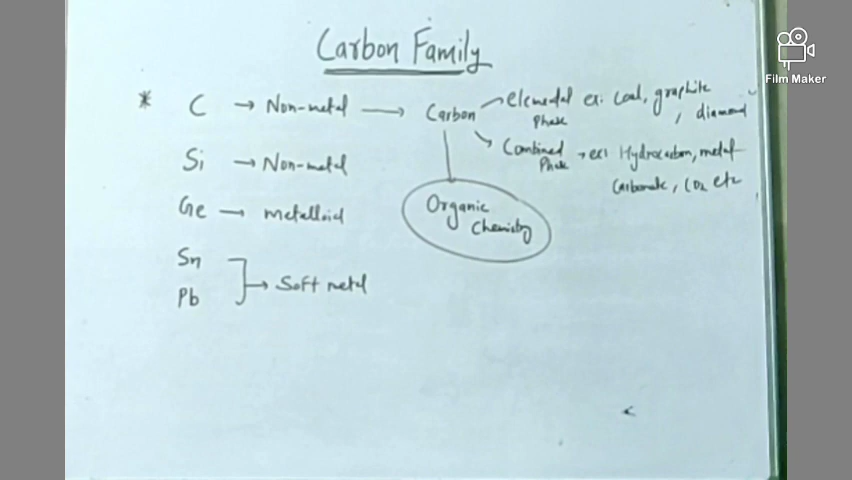 Carbon Family
* C → Non-metal → Carbon
elemental Phase ex. Coal, graphite, diamond
Combined Phase → ex: Hydrocarbon, metal Carbonate, CO2 etc
Si → Non-metal
Organic Chemistry
Ge → metalloid
Sn
Pb
→ Soft metal
Film Maker